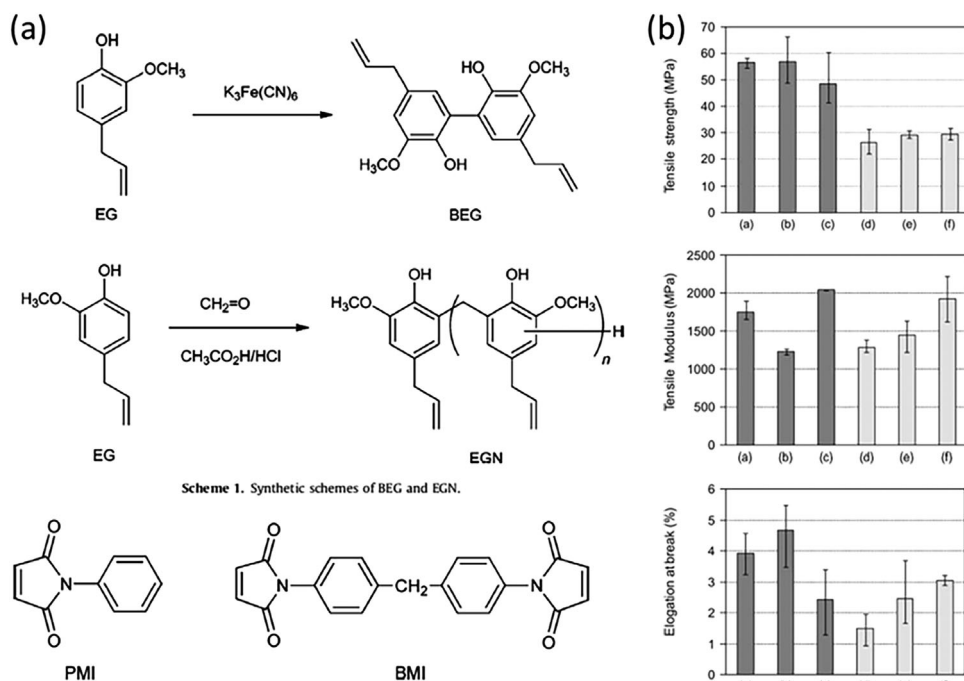 (a)
OH
OCH₃
EG
K₃Fe(CN)₆
HO
OCH₃
OCH₃
OH
BEG
OH
H₃CO
EG
CH₂=O
CH₃CO₂H/HCl
OH
H₃CO
OH
OCH₃
H
n
EGN
Scheme 1. Synthetic schemes of BEG and EGN.
O
N
O
PMI
O
N
O
CH₂
O
N
O
BMI
(b)
Tensile strength (MPa)
70
60
50
40
30
20
10
0
(a) (b) (c) (d) (e) (f)
Tensile Modulus (MPa)
2500
2000
1500
1000
500
0
(a) (b) (c) (d) (e) (f)
Elogation at break (%)
6
5
4
3
2
1
0